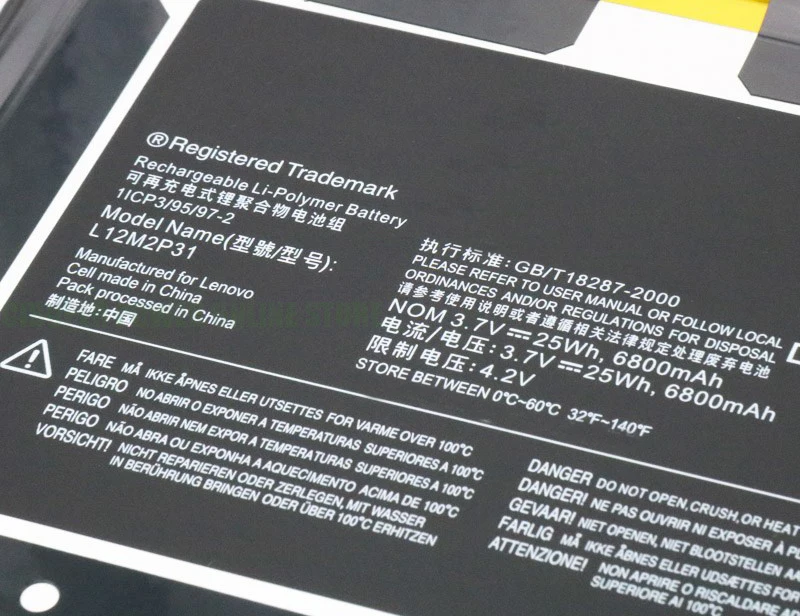 ®Registered Trademark
Rechargeable Li-Polymer Battery
可再充电式锂聚合物电池组
1ICP3/95/97-2
Model Name(型號/型号):
L12M2P31
Manufactured for Lenovo
Cell made in China
Pack processed in China
制造地:中国
执行标准:GB/T18287-2000
PLEASE REFER TO USER MANUAL OR FOLLOW LOCAL
ORDINANCES AND/OR REGULATIONS FOR DISPOSAL
请参考使用说明或者遵循相关法律规定处理废弃电池
NOM 3.7V⎓25Wh, 6800mAh
电流/电压:3.7V⎓25Wh, 6800mAh
限制电压:4.2V
STORE BETWEEN 0℃~60℃ 32℉~140℉
FARE MÅ IKKE ÅPNES ELLER UTSETTES FOR VARME OVER 100℃
PELIGRO NO ABRIR O EXPONER A TEMPERATURAS SUPERIORES A 100℃
PERIGO NÃO ABRIR NEM EXPOR A TEMPERATURAS SUPERIORES A 100℃
PERIGO NÃO ABRA OU EXPONHA A AQUECIMENTO ACIMA DE 100℃
VORSICHT! NICHT REPARIEREN ODER ZERLEGEN, MIT WASSER
IN BERÜHRUNG BRINGEN ODER ÜBER 100℃ ERHITZEN
DANGER DO NOT OPEN,CRUSH,OR HEAT
DANGER! NE PAS OUVRIR NI EXPOSER À
GEVAAR! NIET OPENEN, NIET BLOOTSTELLEN
FARLIG MÅ IKKE ÅBNES ELLER UDSÆTTES FOR
ATTENZIONE! NON APRIRE O RISCALDARE
SUPERIORE AI 100℃